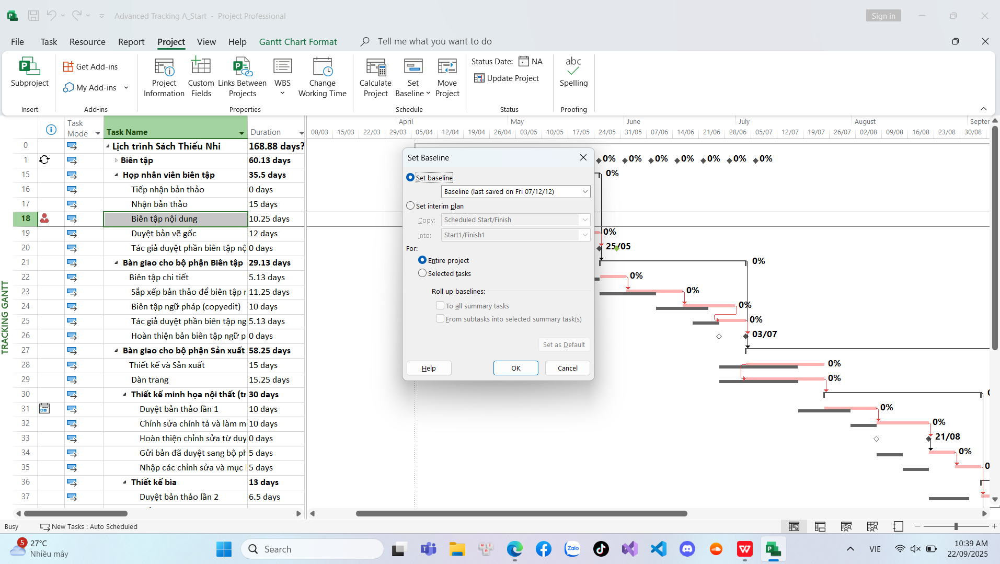 Advanced Tracking A_Start - Project Professional
Sign in
File Task Resource Report Project View Help Gantt Chart Format Tell me what you want to do
Subproject
Insert
Get Add-ins
My Add-ins
Add-ins
Project Information
Custom Fields
Links Between Projects
WBS
Change Working Time
Properties
Calculate Project
Set Baseline
Move Project
Schedule
Status Date: NA
Update Project
Status
abc
Spelling
Proofing
Task Mode Task Name Duration
April May June July August Septer
08/03 15/03 22/03 29/03 05/04 12/04 19/04 26/04 03/05 10/05 17/05 24/05 31/05 07/06 14/06 21/06 28/06 05/07 12/07 19/07 26/07 02/08 09/08 16/08 23/08 30/08
0 Lịch trình Sách Thiếu Nhi 168.88 days?
1 Biên tập 60.13 days 0% 0% 0% 0% 0% 0% 0%
15 Họp nhân viên biên tập 35.5 days 0%
16 Tiếp nhận bản thảo 0 days
17 Nhận bản thảo 15 days
18 Biên tập nội dung 10.25 days
19 Duyệt bản vẽ gốc 12 days 0%
20 Tác giả duyệt phần biên tập nộ 0 days 25/05
21 Bàn giao cho bộ phận Biên tập 29.13 days 0%
22 Biên tập chi tiết 5.13 days 0%
23 Sắp xếp bản thảo để biên tập r 11.25 days 0%
24 Biên tập ngữ pháp (copyedit) 10 days 0%
25 Tác giả duyệt phần biên tập ng 5.13 days 0%
26 Hoàn thiện bản biên tập ngữ p 0 days 03/07
27 Bàn giao cho bộ phận Sản xuất 58.25 days
28 Thiết kế và Sản xuất 15 days 0%
29 Dàn trang 15.25 days 0%
30 Thiết kế minh họa nội thất (tr 30 days
31 Duyệt bản thảo lần 1 10 days 0%
32 Chỉnh sửa chính tả và làm m 10 days 0%
33 Hoàn thiện chỉnh sửa từ duy 0 days 21/08
34 Gửi bản đã duyệt sang bộ ph 5 days 0%
35 Nhập các chỉnh sửa và mục l 5 days
36 Thiết kế bìa 13 days
37 Duyệt bản thảo lần 2 6.5 days
TRACKING GANTT
Set Baseline
Set baseline
Baseline (last saved on Fri 07/12/12)
Set interim plan
Copy: Scheduled Start/Finish
Into: Start1/Finish1
For:
Entire project
Selected tasks
Roll up baselines:
To all summary tasks
From subtasks into selected summary task(s)
Set as Default
Help OK Cancel
Busy New Tasks : Auto Scheduled
5 27°C
Nhiều mây
Search
Zalo
VIE
10:39 AM
22/09/2025